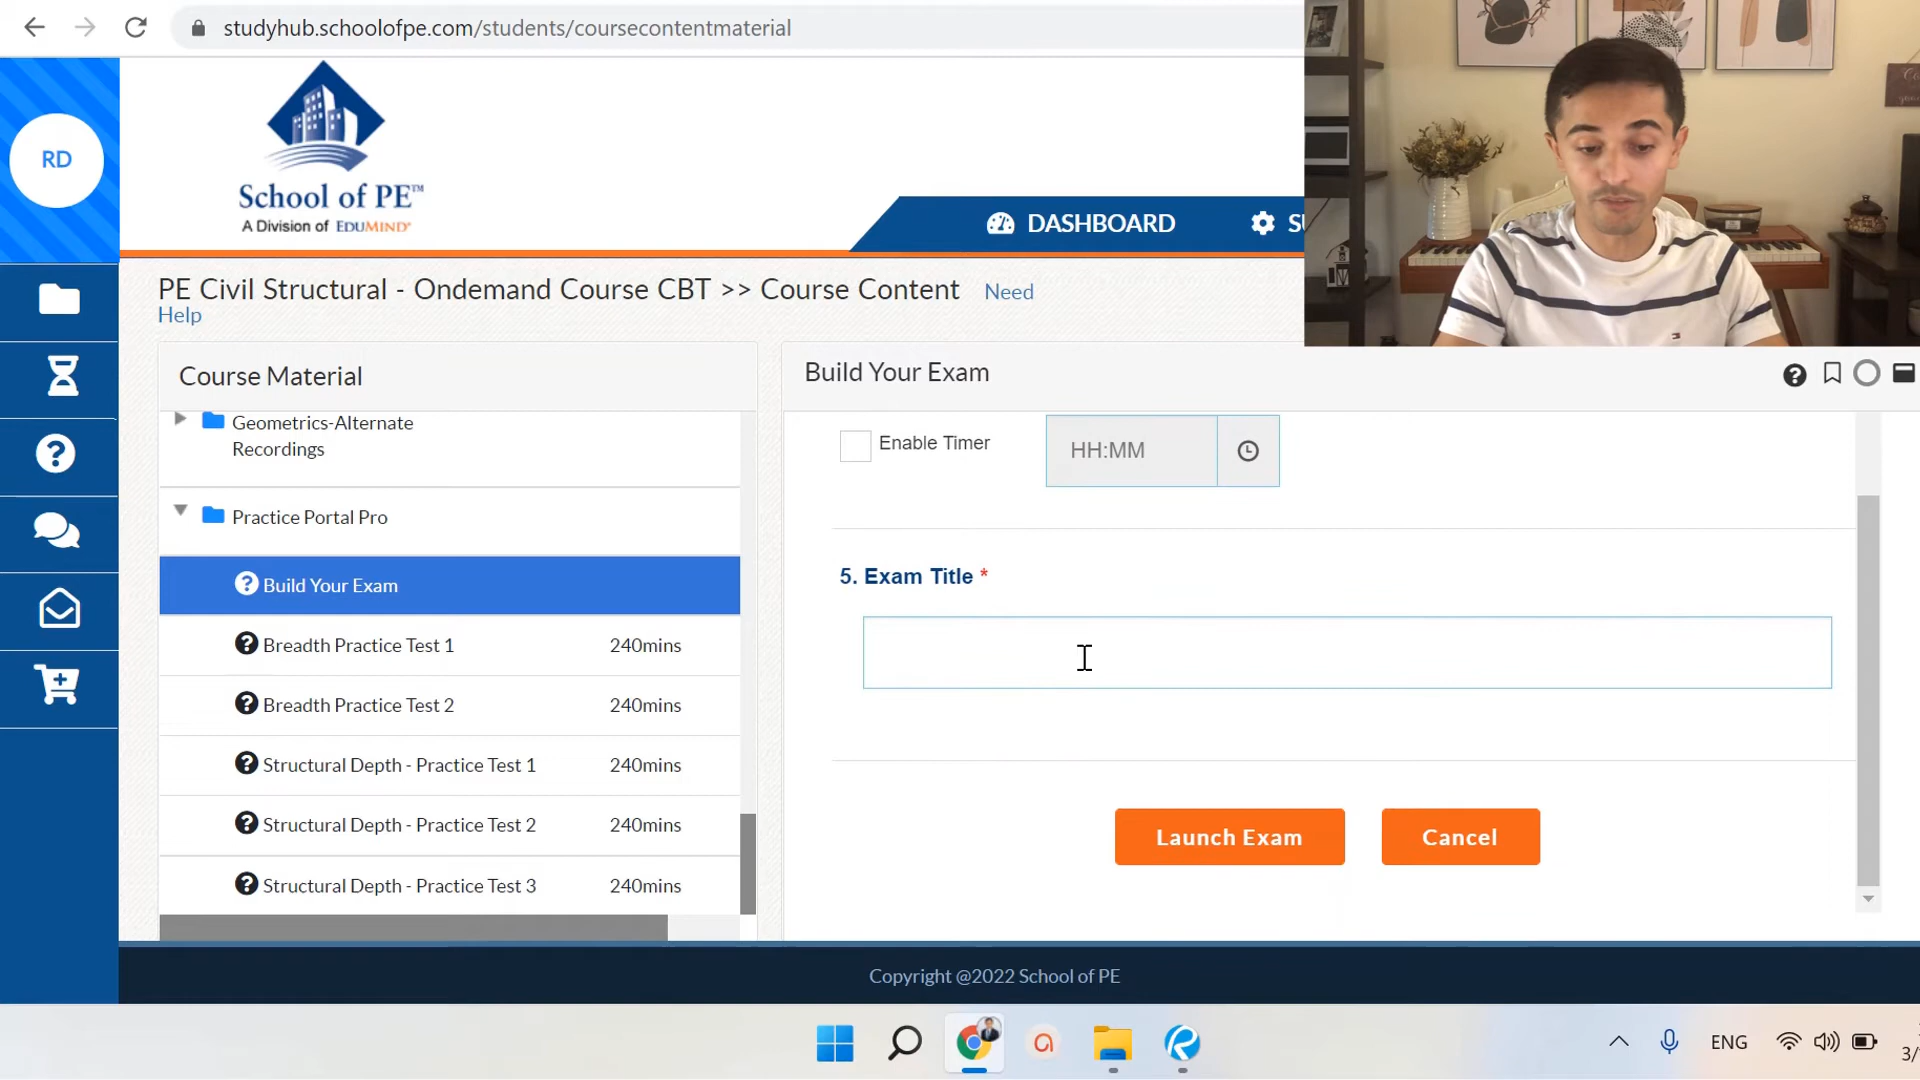 studyhub.schoolofpe.com/students/coursecontentmaterial
RD
School of PE™
A Division of EDUMIND®
DASHBOARD
PE Civil Structural - Ondemand Course CBT >> Course Content Need
Help
Course Material
Build Your Exam
Geometrics-Alternate
Recordings
Enable Timer
HH:MM
Practice Portal Pro
Build Your Exam
5. Exam Title *
Breadth Practice Test 1 240mins
Breadth Practice Test 2 240mins
Structural Depth - Practice Test 1 240mins
Structural Depth - Practice Test 2 240mins
Launch Exam
Cancel
Structural Depth - Practice Test 3 240mins
Copyright @2022 School of PE
ENG
3/